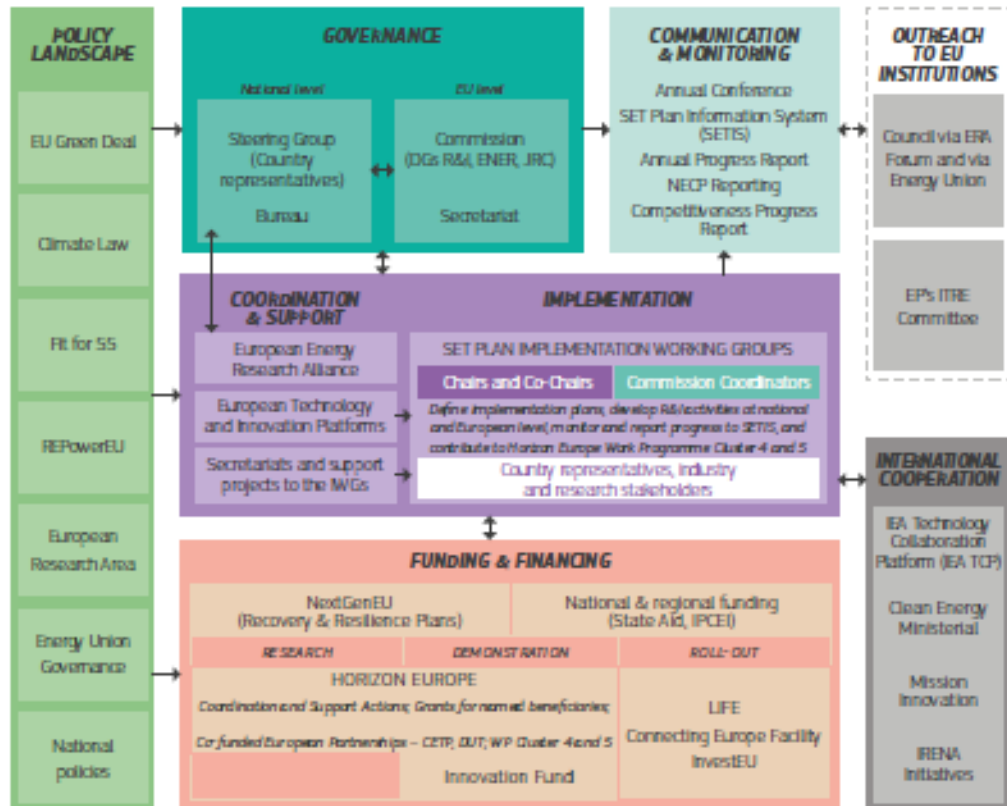 POLICY
LANDSCAPE
EU Green Deal
Climate Law
Fit for 55
REPowerEU
European
Research Area
Energy Union
Governance
National
policies
GOVERNANCE
National level
EU level
Steering Group
(Country
representatives)
Bureau
Commission
(DGs R&I, ENER, JRC)
Secretariat
COMMUNICATION
& MONITORING
Annual Conference
SET Plan Information System
(SETIS)
Annual Progress Report
NECP Reporting
Competitiveness Progress
Report
OUTREACH
TO EU
INSTITUTIONS
Council via ERA
Forum and via
Energy Union
EP's ITRE
Committee
COORDINATION
& SUPPORT
European Energy
Research Alliance
European Technology
and Innovation Platforms
Secretariats and support
projects to the IWGs
IMPLEMENTATION
SET PLAN IMPLEMENTATION WORKING GROUPS
Chairs and Co-Chairs
Commission Coordinators
Define implementation plans, develop R&I activities at national
and European level, monitor and report progress to SETIS, and
contribute to Horizon Europe Work Programme Cluster 4 and 5
Country representatives, industry
and research stakeholders
INTERNATIONAL
COOPERATION
IEA Technology
Collaboration
Platform (IEA TCP)
Clean Energy
Ministerial
Mission
Innovation
IRENA
Initiatives
FUNDING & FINANCING
NextGenEU
(Recovery & Resilience Plans)
National & regional funding
(State Aid, IPCEI)
RESEARCH
DEMONSTRATION
ROLL-OUT
HORIZON EUROPE
Coordination and Support Actions; Grants for named beneficiaries;
Co funded European Partnerships – CETP, DUT; WP Cluster 4 and 5
Innovation Fund
LIFE
Connecting Europe Facility
InvestEU